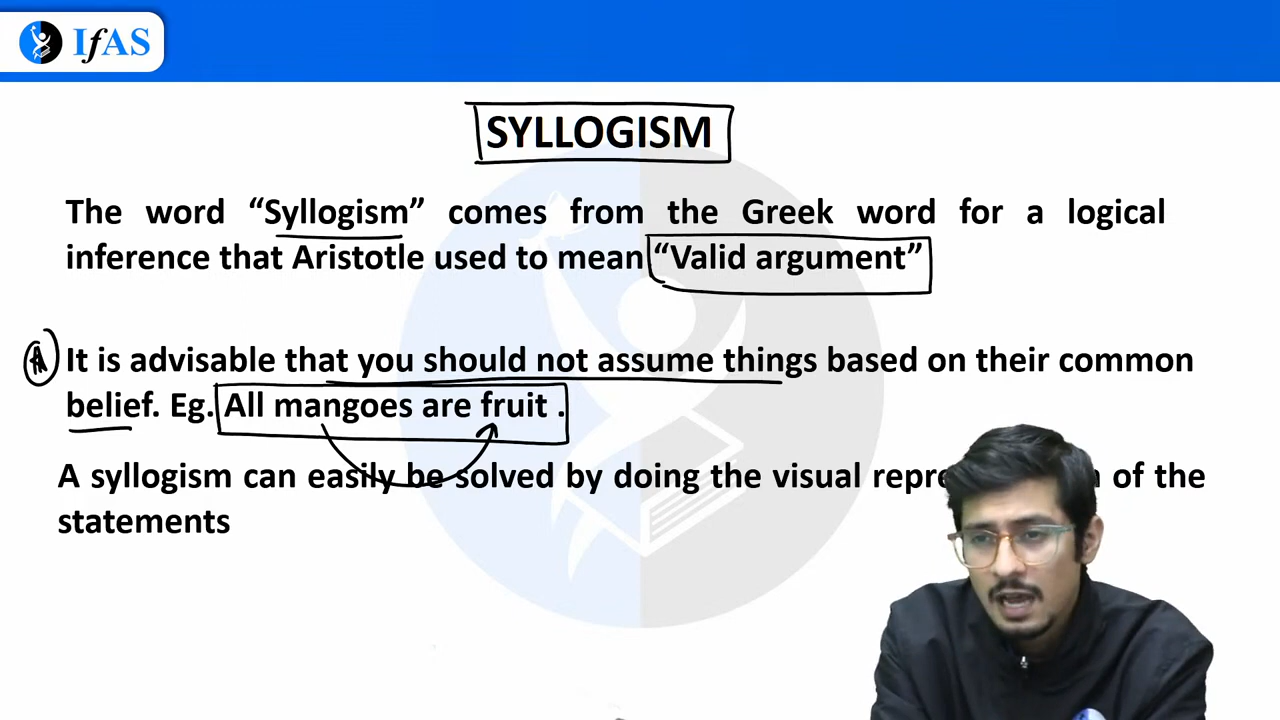 IfAS
SYLLOGISM
The word “Syllogism” comes from the Greek word for a logical
inference that Aristotle used to mean “Valid argument”
It is advisable that you should not assume things based on their common
belief. Eg. All mangoes are fruit .
A syllogism can easily be solved by doing the visual of the
statements